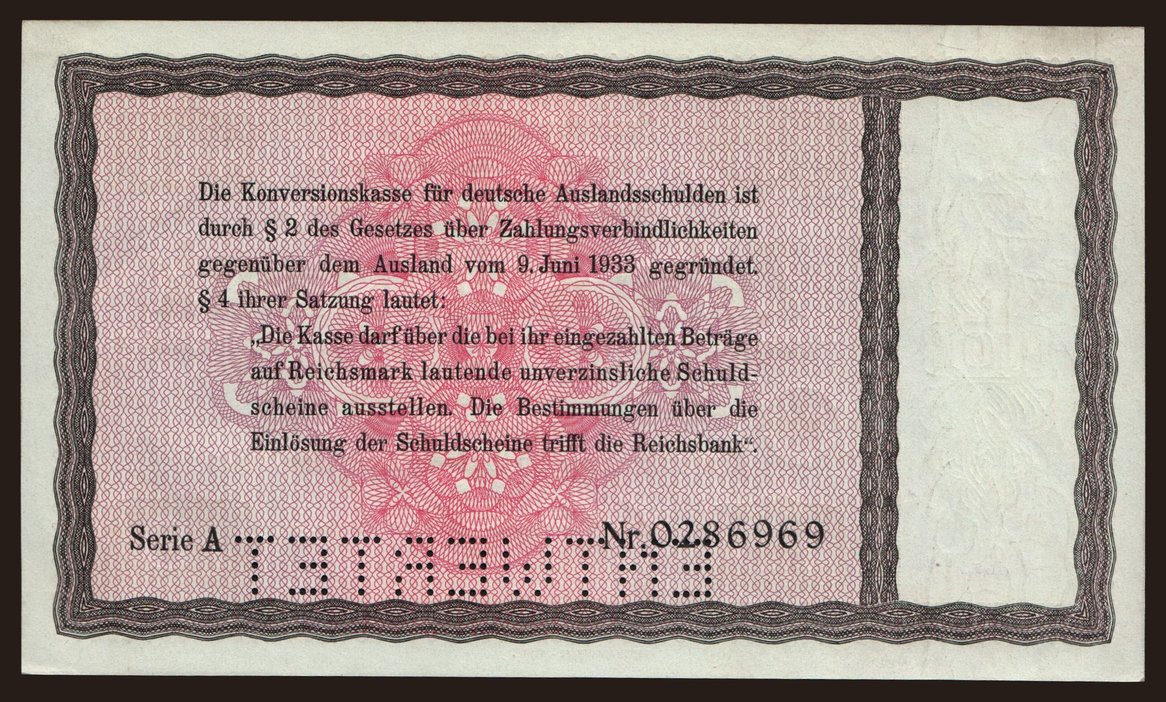 Die Konversionskasse für deutsche Auslandsschulden ist
durch § 2 des Gesetzes über Zahlungsverbindlichkeiten
gegenüber dem Ausland vom 9. Juni 1933 gegründet.
§ 4 ihrer Satzung lautet:
„Die Kasse darf über die bei ihr eingezahlten Beträge
auf Reichsmark lautende unverzinsliche Schuld-
scheine ausstellen. Die Bestimmungen über die
Einlösung der Schuldscheine trifft die Reichsbank“.
Serie A Nr. 0286969
ENTWERTET